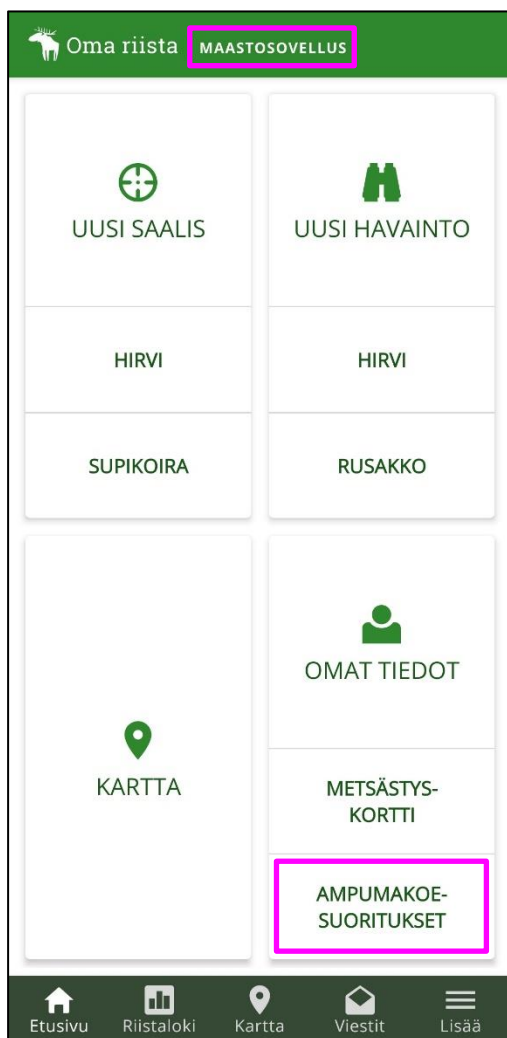 Oma riista MAASTOSOVELLUS
UUSI SAALIS
HIRVI
SUPIKOIRA
UUSI HAVAINTO
HIRVI
RUSAKKO
KARTTA
OMAT TIEDOT
METSÄSTYS-
KORTTI
AMPUMAKOE-
SUORITUKSET
Etusivu Riistaloki Kartta Viestit Lisää